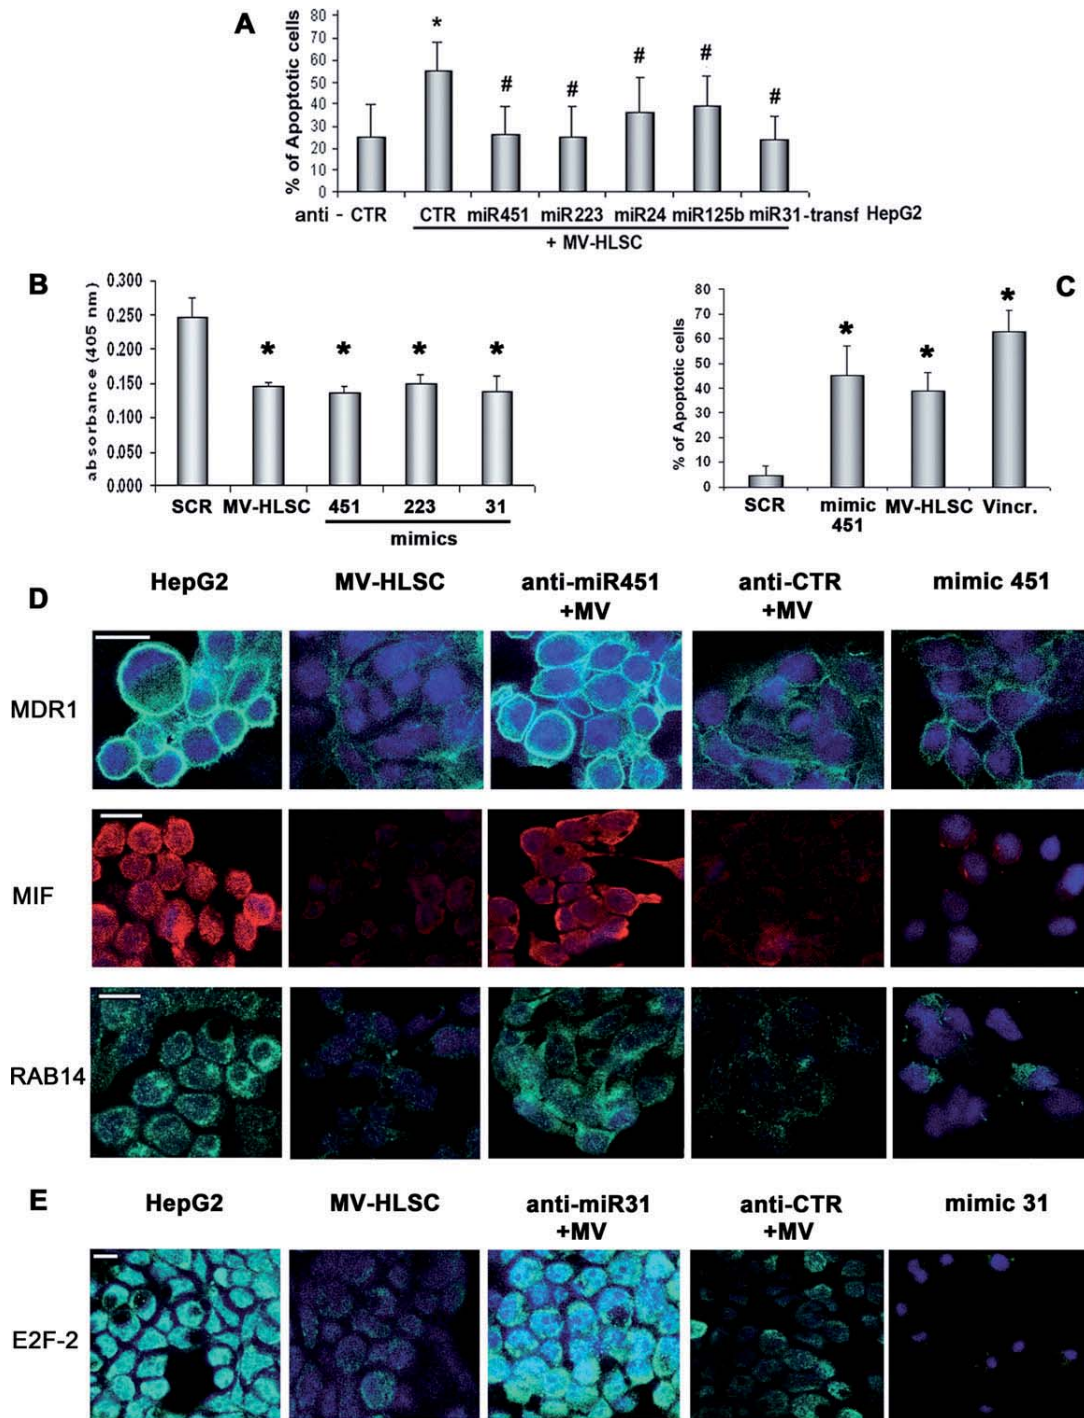 A
% of Apoptotic cells
80
70
60
50
40
30
20
10
0
* # # # # #
anti - CTR CTR miR451 miR223 miR24 miR125b miR31 -transf HepG2
+ MV-HLSC
B
absorbance (405 nm)
0.300
0.250
0.200
0.150
0.100
0.050
0.000
* * * *
SCR MV-HLSC 451 223 31
mimics
C
% of Apoptotic cells
80
70
60
50
40
30
20
10
0
* * *
SCR mimic 451 MV-HLSC Vincr.
D
HepG2 MV-HLSC anti-miR451 +MV anti-CTR +MV mimic 451
MDR1
MIF
RAB14
E
HepG2 MV-HLSC anti-miR31 +MV anti-CTR +MV mimic 31
E2F-2